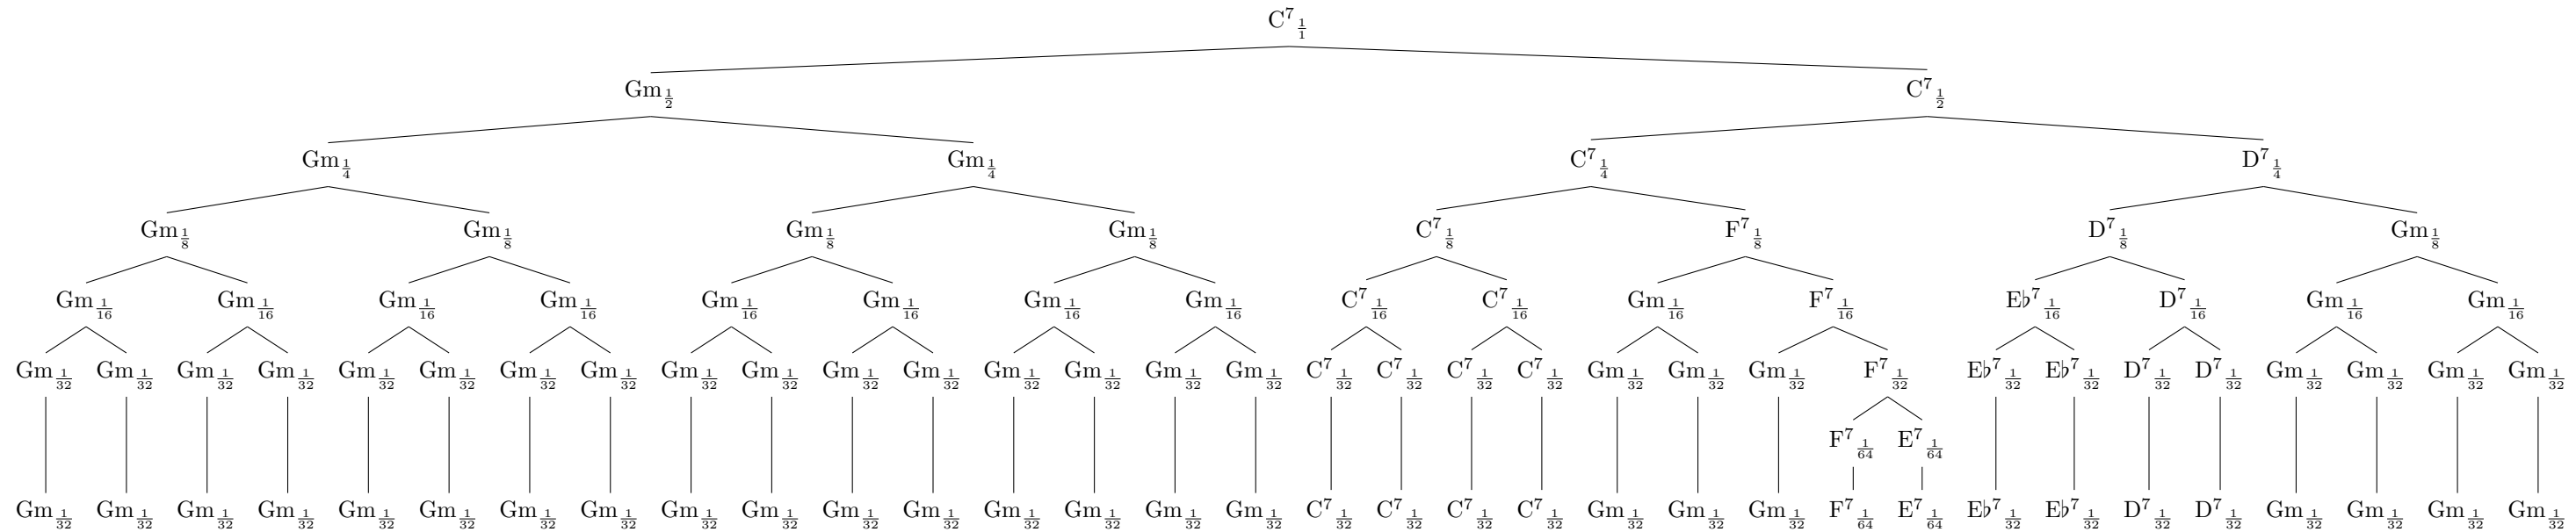 C⁷ 1/1
Gm 1/2 C⁷ 1/2
Gm 1/4 Gm 1/4 C⁷ 1/4 D⁷ 1/4
Gm 1/8 Gm 1/8 Gm 1/8 Gm 1/8 C⁷ 1/8 F⁷ 1/8 D⁷ 1/8 Gm 1/8
Gm 1/16 Gm 1/16 Gm 1/16 Gm 1/16 Gm 1/16 Gm 1/16 Gm 1/16 Gm 1/16 C⁷ 1/16 C⁷ 1/16 Gm 1/16 F⁷ 1/16 E♭⁷ 1/16 D⁷ 1/16 Gm 1/16 Gm 1/16
Gm 1/32 Gm 1/32 Gm 1/32 Gm 1/32 Gm 1/32 Gm 1/32 Gm 1/32 Gm 1/32 Gm 1/32 Gm 1/32 Gm 1/32 Gm 1/32 Gm 1/32 Gm 1/32 Gm 1/32 Gm 1/32 C⁷ 1/32 C⁷ 1/32 C⁷ 1/32 C⁷ 1/32 Gm 1/32 Gm 1/32 Gm 1/32 F⁷ 1/32 E♭⁷ 1/32 E♭⁷ 1/32 D⁷ 1/32 D⁷ 1/32 Gm 1/32 Gm 1/32 Gm 1/32 Gm 1/32
F⁷ 1/64 E⁷ 1/64
Gm 1/32 Gm 1/32 Gm 1/32 Gm 1/32 Gm 1/32 Gm 1/32 Gm 1/32 Gm 1/32 Gm 1/32 Gm 1/32 Gm 1/32 Gm 1/32 Gm 1/32 Gm 1/32 Gm 1/32 Gm 1/32 C⁷ 1/32 C⁷ 1/32 C⁷ 1/32 C⁷ 1/32 Gm 1/32 Gm 1/32 Gm 1/32 F⁷ 1/64 E⁷ 1/64 E♭⁷ 1/32 E♭⁷ 1/32 D⁷ 1/32 D⁷ 1/32 Gm 1/32 Gm 1/32 Gm 1/32 Gm 1/32